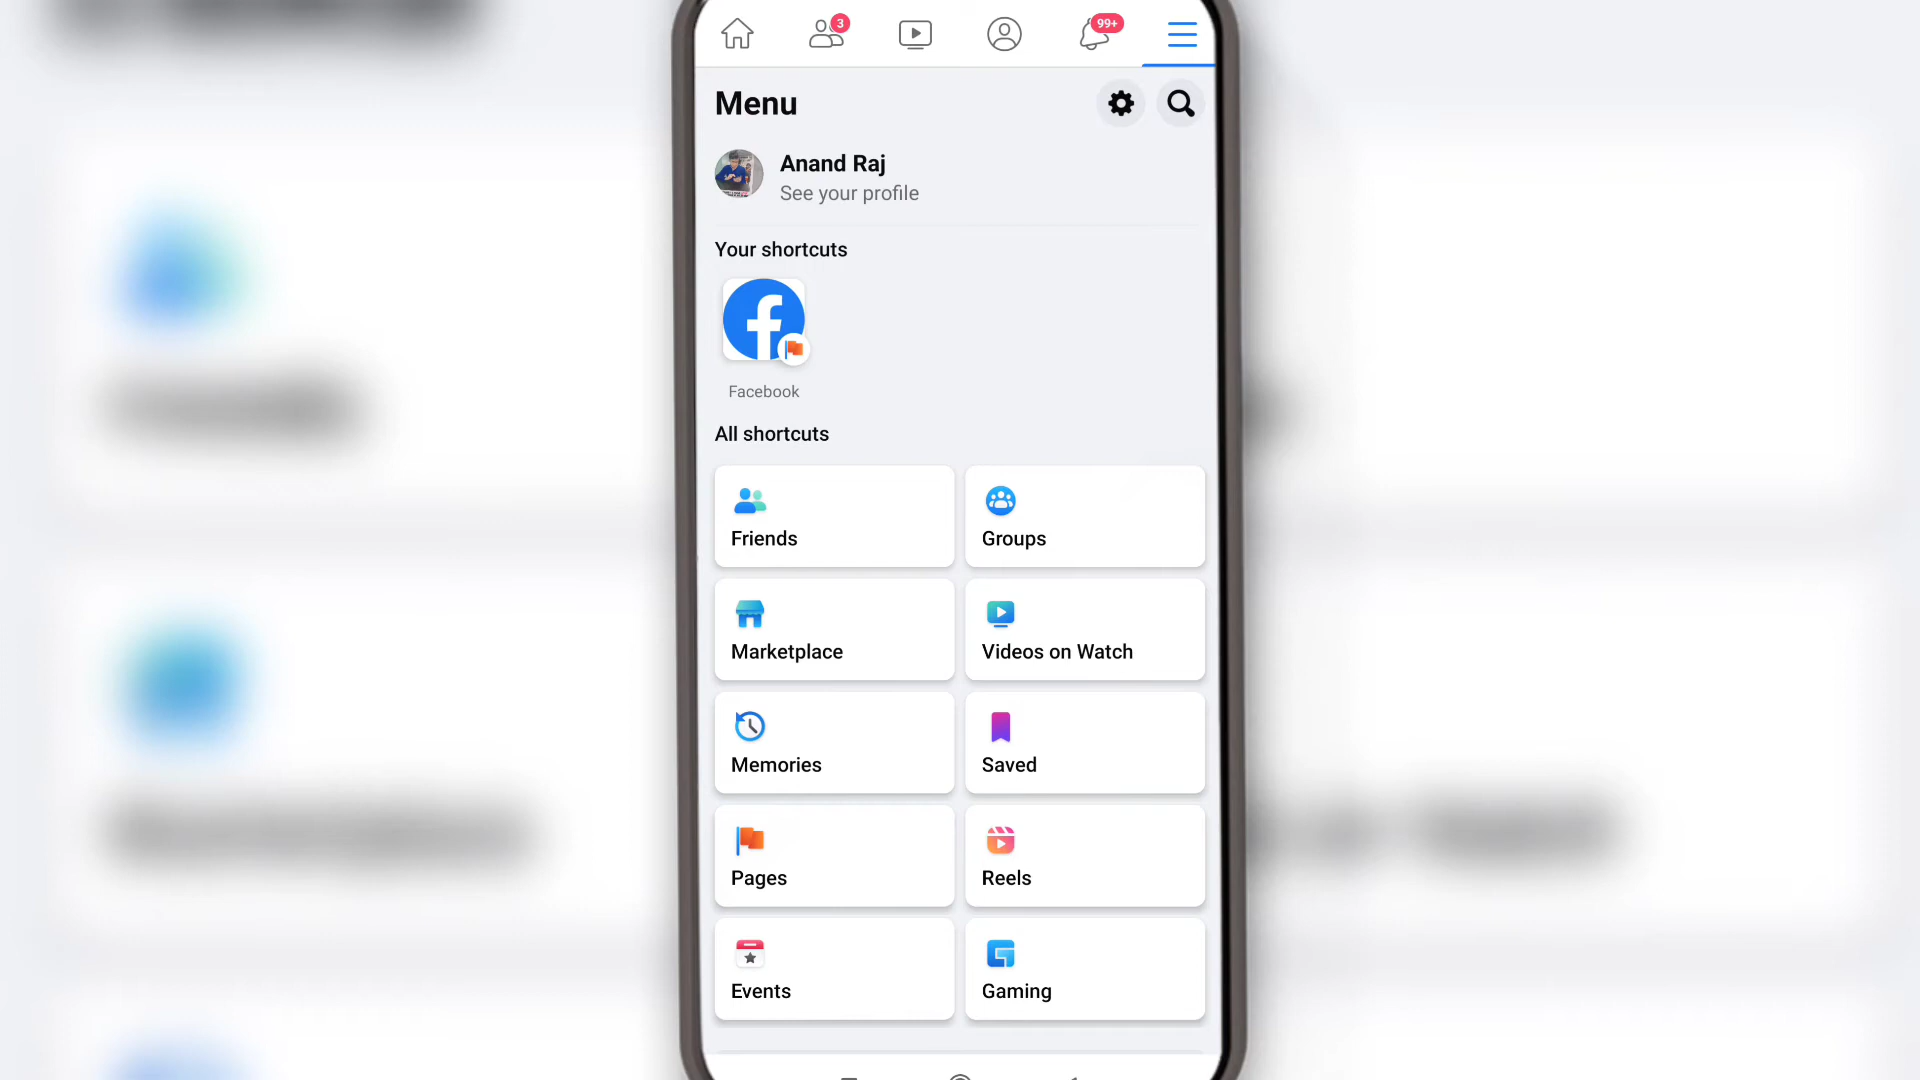 3
99+
Menu
Anand Raj
See your profile
Your shortcuts
Facebook
All shortcuts
Friends
Groups
Marketplace
Videos on Watch
Memories
Saved
Pages
Reels
Events
Gaming